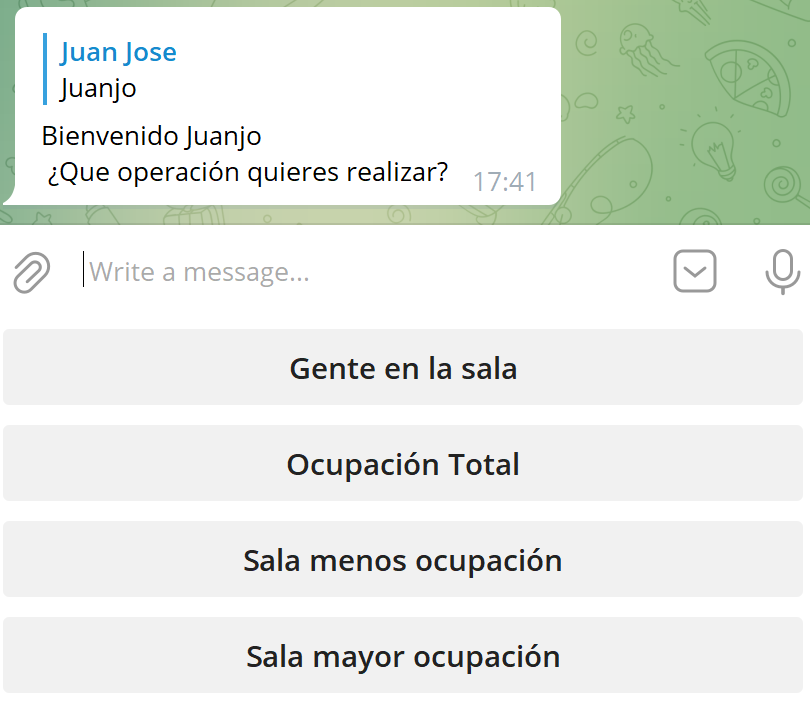 Juan Jose
Juanjo
Bienvenido Juanjo
¿Que operación quieres realizar?
17:41
Write a message...
Gente en la sala
Ocupación Total
Sala menos ocupación
Sala mayor ocupación